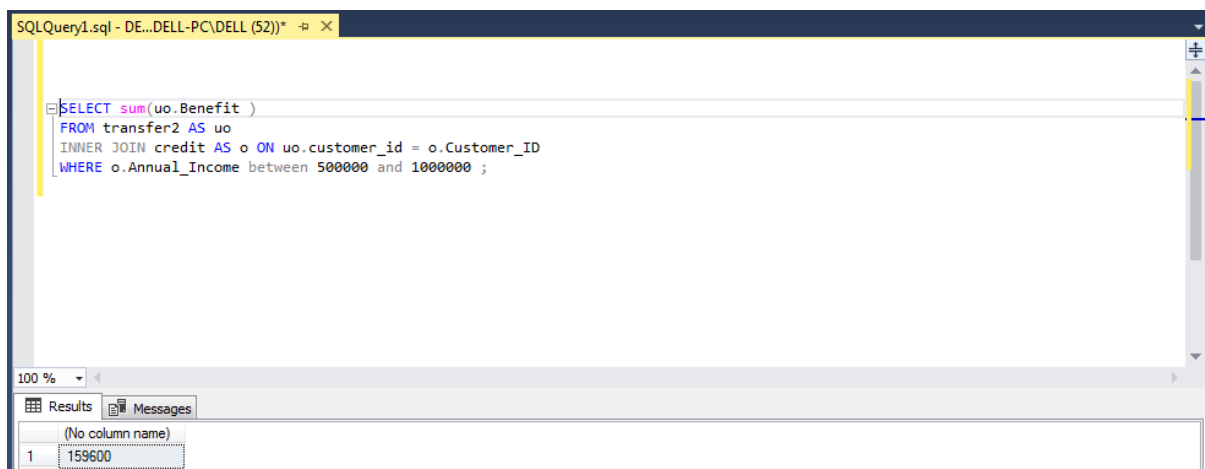 SQLQuery1.sql - DE...DELL-PC\DELL (52))*
SELECT sum(uo.Benefit )
FROM transfer2 AS uo
INNER JOIN credit AS o ON uo.customer_id = o.Customer_ID
WHERE o.Annual_Income between 500000 and 1000000 ;
100 %
Results Messages
(No column name)
1 159600